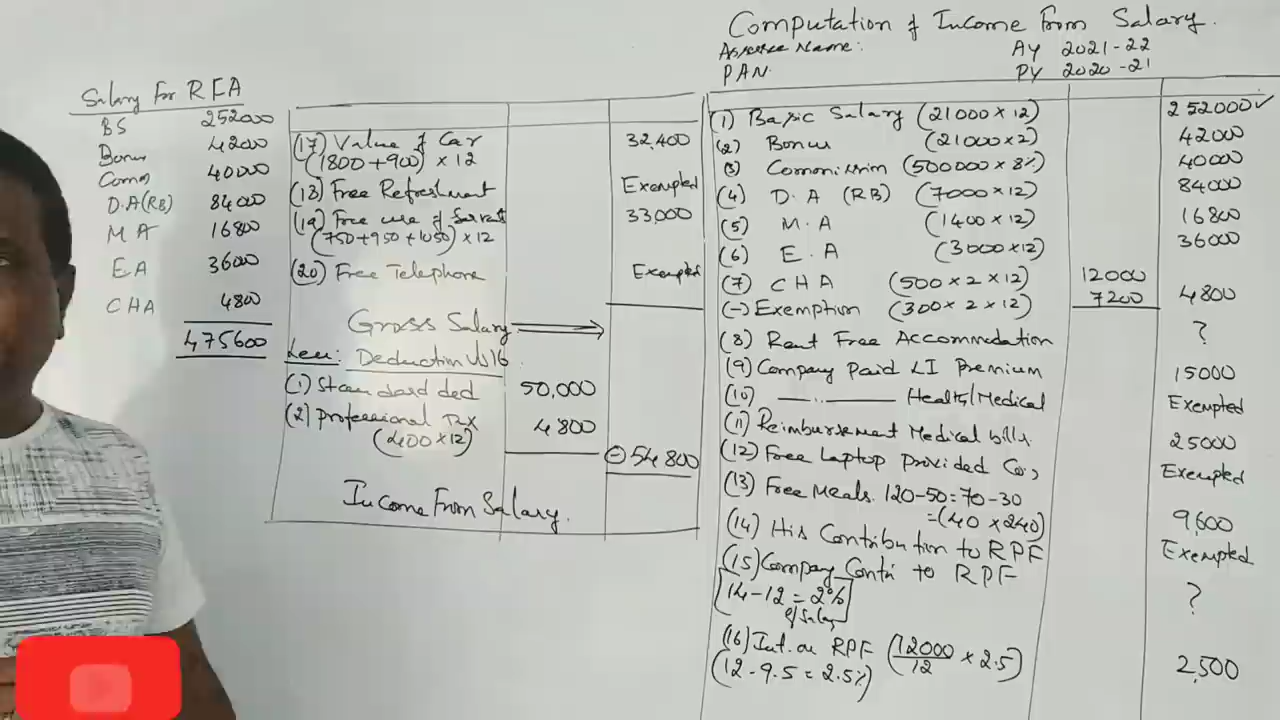 Computation of Income From Salary.
Assessee Name:
AY 2021-22
PAN.
PY 2020-21
Salary For RFA
BS 252000
Bonus 42000
Comm 40000
D.A(RB) 84000
MA 16800
EA 36000
CHA 4800
475600
(17) Value of Car 32,400
(1800+900) x 12
(18) Free Refreshment Exempted
(19) Free use of Servant 33,000
(750+950+1050) x 12
(20) Free Telephone Exempted
Gross Salary
Less: Deduction U/s 16
(1) Standard ded 50,000
(2) Professional Tax 4800
(400 x 12)
(-) 54800
Income From Salary.
(1) Basic Salary (21000 x 12) 252000✓
(2) Bonus (21000 x 2) 42000
(3) Commission (500000 x 8%) 40000
(4) D.A (RB) (7000 x 12) 84000
(5) M.A (1400 x 12) 16800
(6) E.A (3000 x 12) 36000
(7) CHA (500 x 2 x 12) 12000
(-) Exemption (300 x 2 x 12) 7200 4800
(8) Rent Free Accommodation ?
(9) Company Paid LI Premium 15000
(10) —— " —— Health/Medical Exempted
(11) Reimbursement Medical bills. 25000
(12) Free Laptop Provided Co, Exempted
(13) Free Meals. 120-50=70-30
=(40 x 240) 9,600
(14) His Contribution to RPF Exempted
(15) Company Contri to RPF ?
[14-12 = 2%
of Salary]
(16) Int. on RPF (12000/12 x 2.5) 2,500
(12-9.5 = 2.5%)